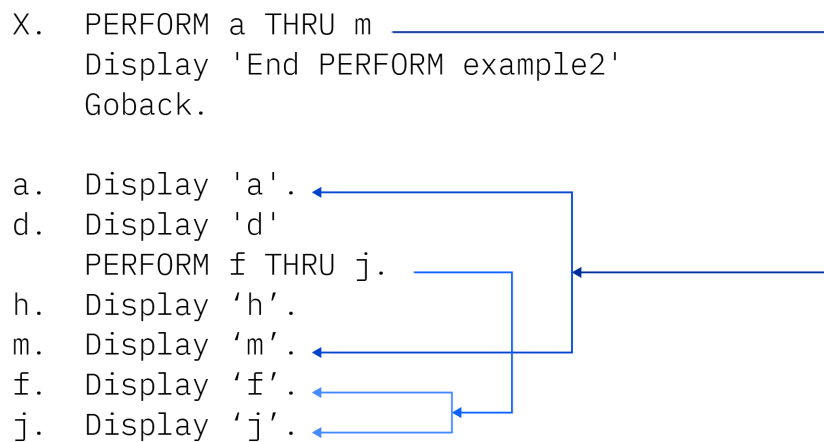 X. PERFORM a THRU m
Display 'End PERFORM example2'
Goback.
a. Display 'a'.
d. Display 'd'
PERFORM f THRU j.
h. Display ‘h’.
m. Display ‘m’.
f. Display ‘f’.
j. Display ‘j’.